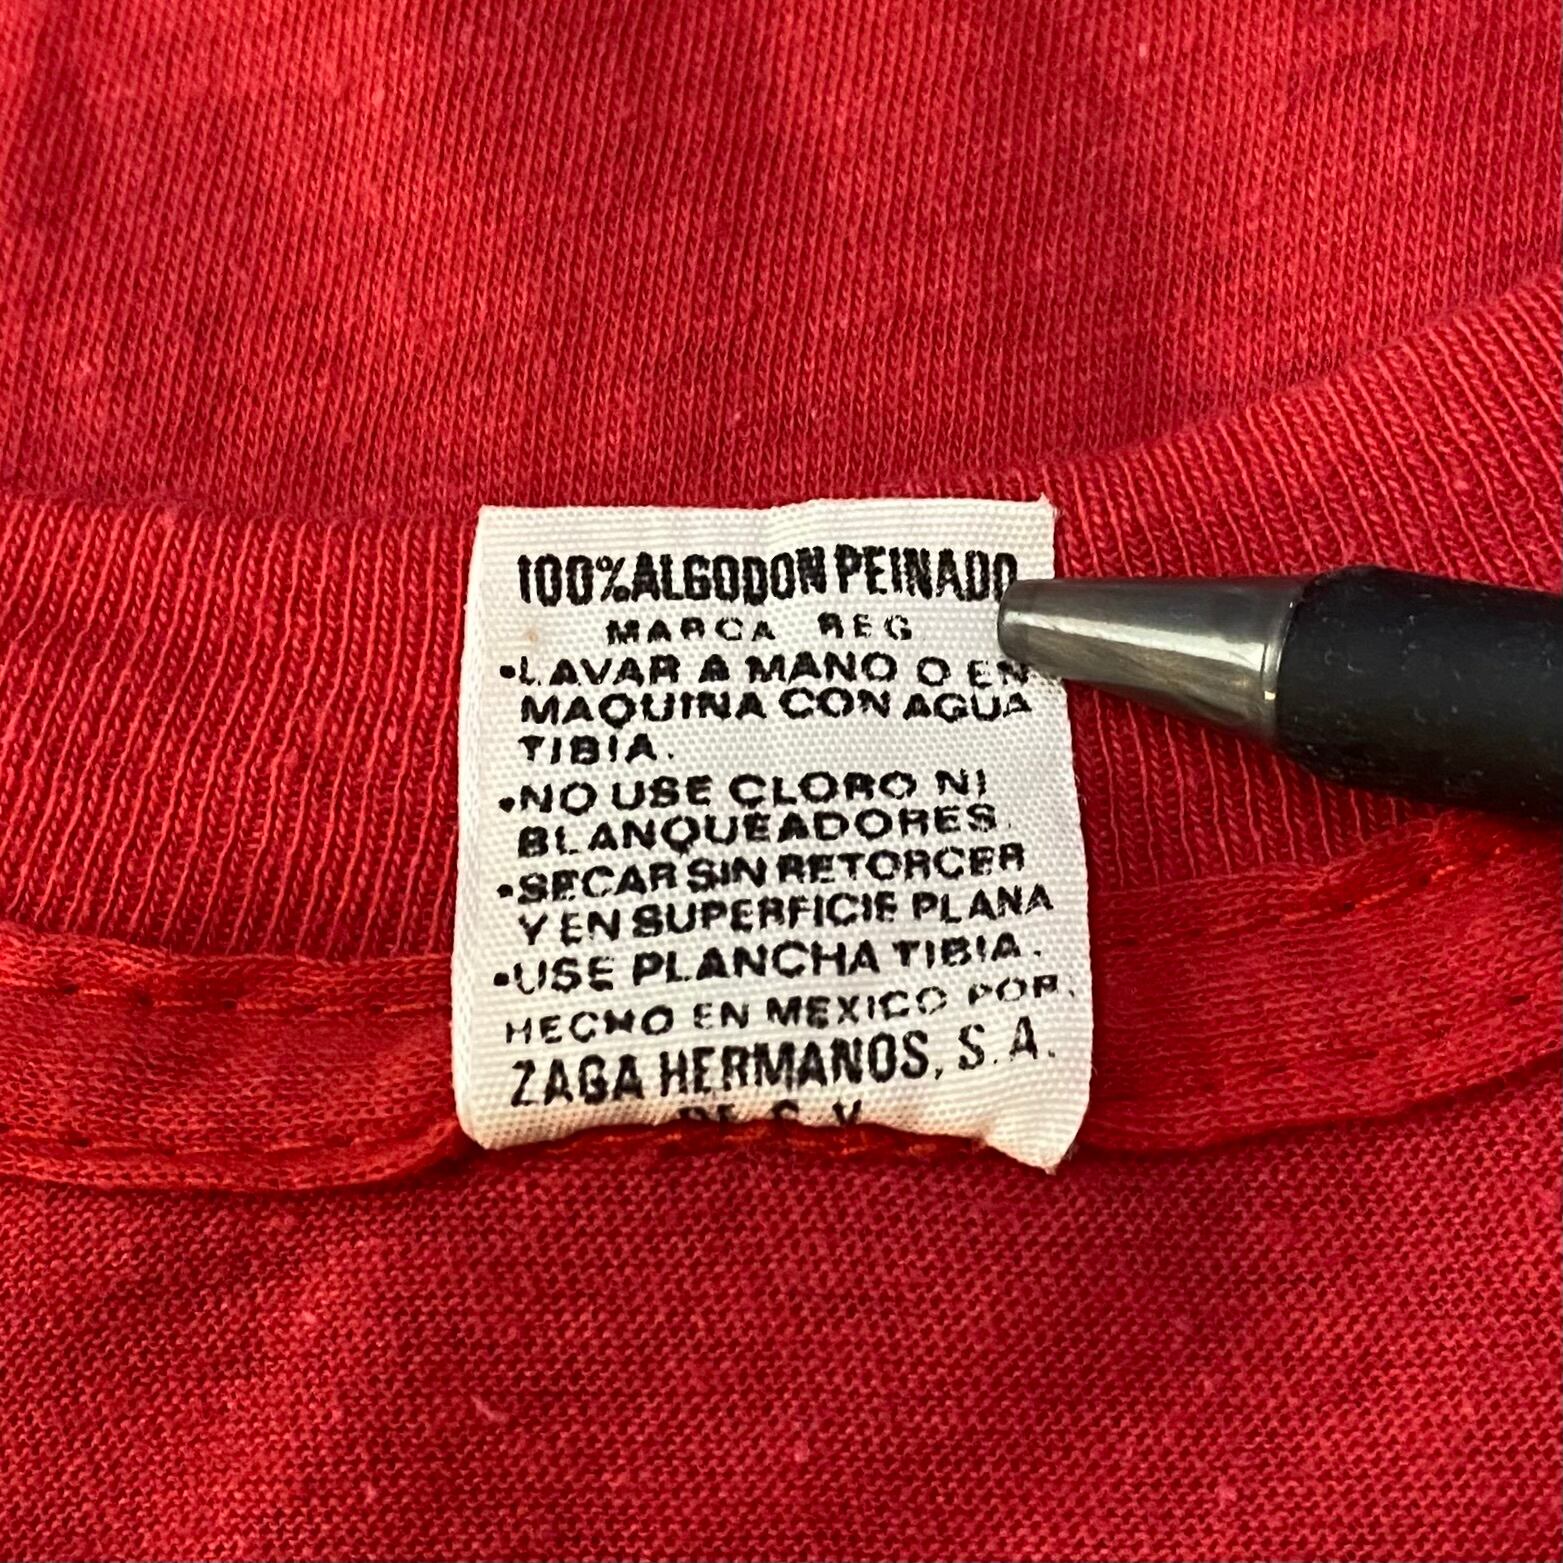 100% ALGODON PEINADO
MARCA REG
•LAVAR A MANO O EN
MAQUINA CON AGUA
TIBIA.
•NO USE CLORO NI
BLANQUEADORES.
•SECAR SIN RETORCER
Y EN SUPERFICIE PLANA
•USE PLANCHA TIBIA.
HECHO EN MEXICO POR.
ZAGA HERMANOS, S.A.
DE C.V.